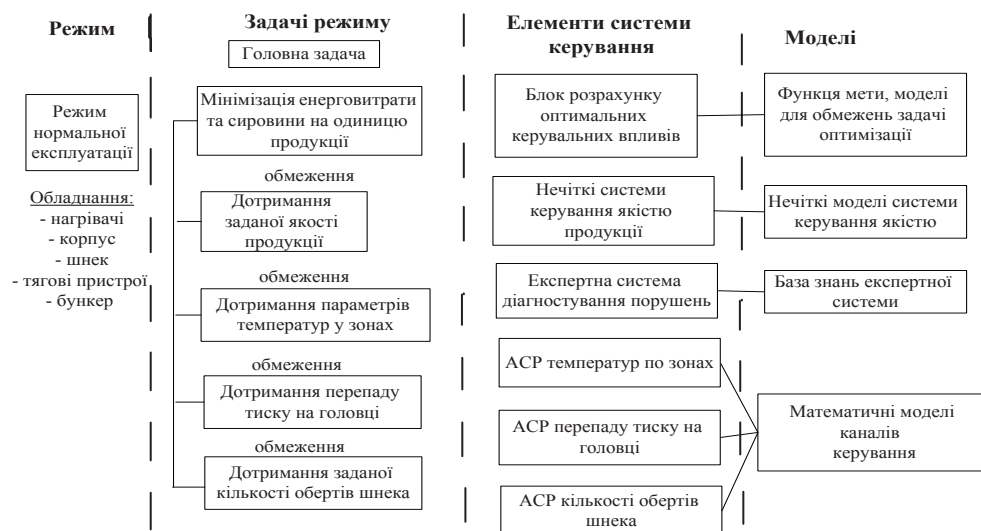 Режим
Задачі режиму
Елементи системи
керування
Моделі
Головна задача
Режим
нормальної
експлуатації
Обладнання:
- нагрівачі
- корпус
- шнек
- тягові пристрої
- бункер
Мінімізація енерговитрати
та сировини на одиницю
продукції
обмеження
Дотримання
заданої якості
продукції
обмеження
Дотримання параметрів
температур у зонах
обмеження
Дотримання перепаду
тиску на головці
обмеження
Дотримання заданої
кількості обертів шнека
Блок розрахунку
оптимальних
керувальних впливів
Нечіткі системи
керування якістю
продукції
Експертна система
діагностування порушень
АСР температур по зонах
АСР перепаду тиску на
головці
АСР кількості обертів
шнека
Функця мети, моделі
для обмежень задачі
оптимізації
Нечіткі моделі системи
керування якістю
База знань експертної
системи
Математичні моделі
каналів
керування